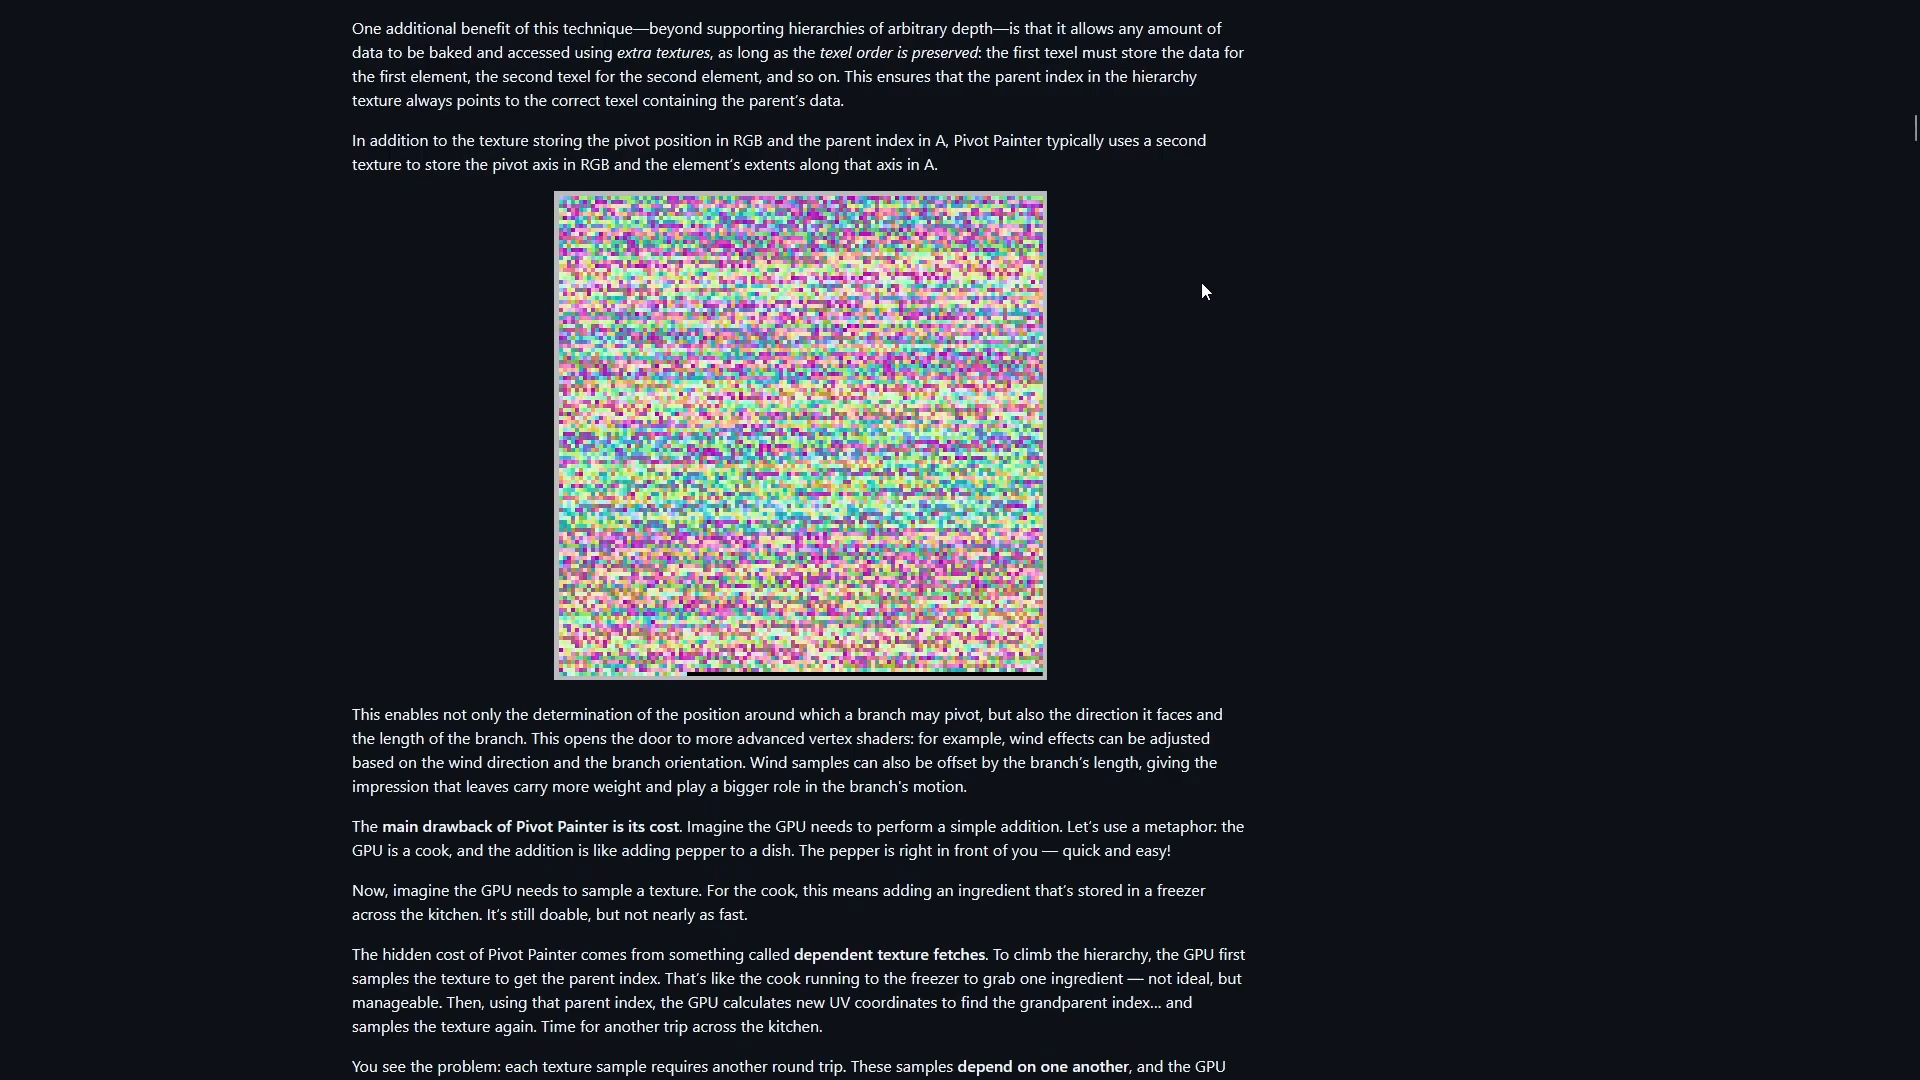 One additional benefit of this technique—beyond supporting hierarchies of arbitrary depth—is that it allows any amount of
data to be baked and accessed using extra textures, as long as the texel order is preserved: the first texel must store the data for
the first element, the second texel for the second element, and so on. This ensures that the parent index in the hierarchy
texture always points to the correct texel containing the parent's data.
In addition to the texture storing the pivot position in RGB and the parent index in A, Pivot Painter typically uses a second
texture to store the pivot axis in RGB and the element's extents along that axis in A.
This enables not only the determination of the position around which a branch may pivot, but also the direction it faces and
the length of the branch. This opens the door to more advanced vertex shaders: for example, wind effects can be adjusted
based on the wind direction and the branch orientation. Wind samples can also be offset by the branch's length, giving the
impression that leaves carry more weight and play a bigger role in the branch's motion.
The main drawback of Pivot Painter is its cost. Imagine the GPU needs to perform a simple addition. Let's use a metaphor: the
GPU is a cook, and the addition is like adding pepper to a dish. The pepper is right in front of you — quick and easy!
Now, imagine the GPU needs to sample a texture. For the cook, this means adding an ingredient that's stored in a freezer
across the kitchen. It's still doable, but not nearly as fast.
The hidden cost of Pivot Painter comes from something called dependent texture fetches. To climb the hierarchy, the GPU first
samples the texture to get the parent index. That's like the cook running to the freezer to grab one ingredient — not ideal, but
manageable. Then, using that parent index, the GPU calculates new UV coordinates to find the grandparent index... and
samples the texture again. Time for another trip across the kitchen.
You see the problem: each texture sample requires another round trip. These samples depend on one another, and the GPU